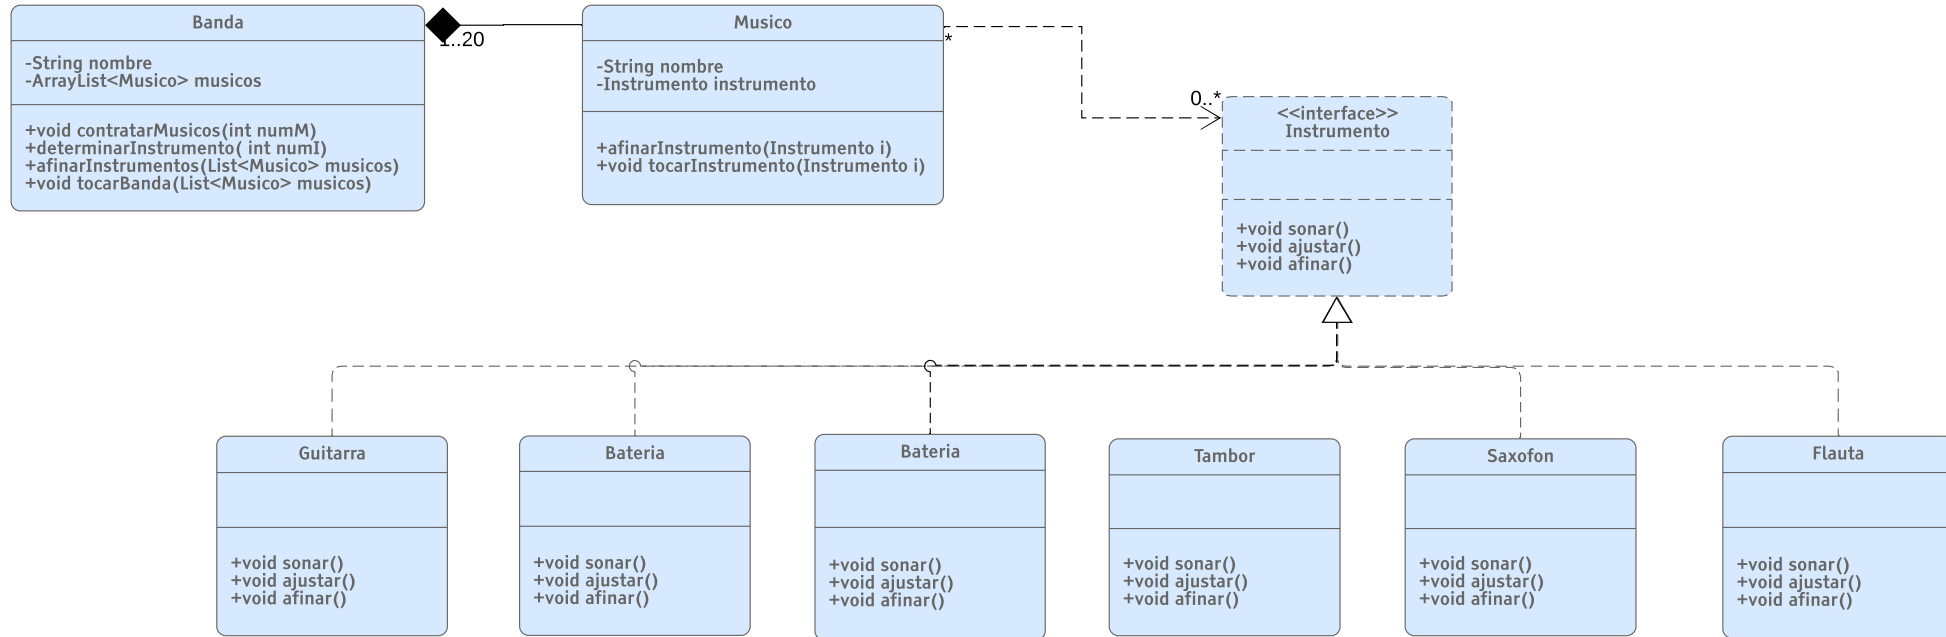 Banda
-String nombre
-ArrayList<Musico> musicos
+void contratarMusicos(int numM)
+determinarInstrumento( int numI)
+afinarInstrumentos(List<Musico> musicos)
+void tocarBanda(List<Musico> musicos)
1..20
Musico
-String nombre
-Instrumento instrumento
+afinarInstrumento(Instrumento i)
+void tocarInstrumento(Instrumento i)
*
0..*
<<interface>>
Instrumento
+void sonar()
+void ajustar()
+void afinar()
Guitarra
+void sonar()
+void ajustar()
+void afinar()
Bateria
+void sonar()
+void ajustar()
+void afinar()
Bateria
+void sonar()
+void ajustar()
+void afinar()
Tambor
+void sonar()
+void ajustar()
+void afinar()
Saxofon
+void sonar()
+void ajustar()
+void afinar()
Flauta
+void sonar()
+void ajustar()
+void afinar()